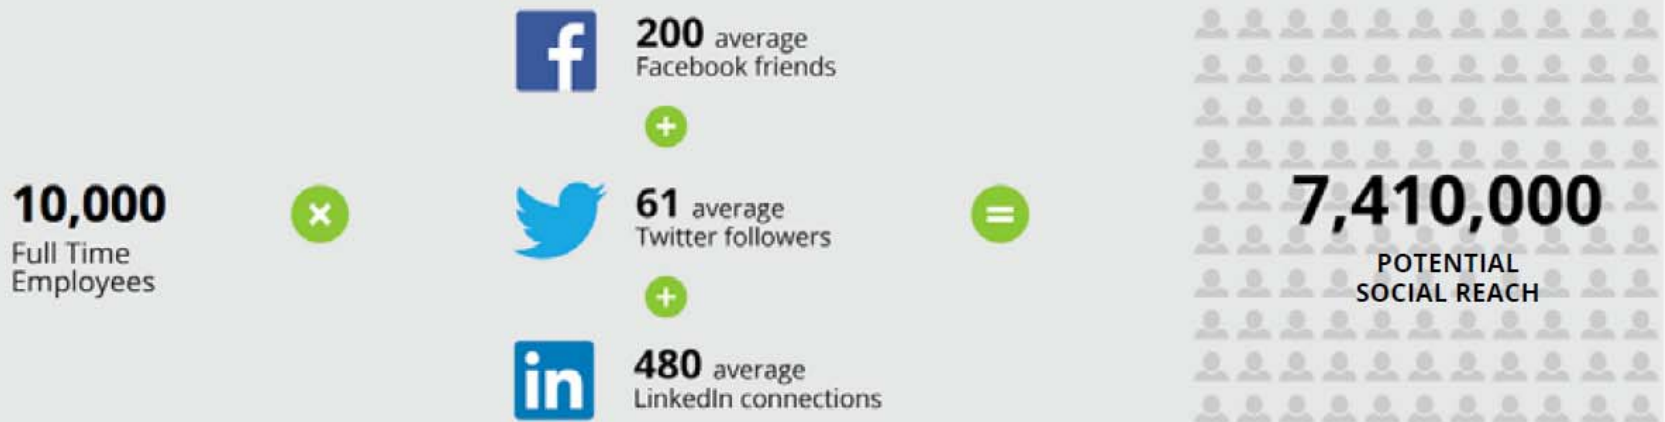 10,000
Full Time
Employees
×
f
200 average
Facebook friends
+
61 average
Twitter followers
+
in
480 average
LinkedIn connections
=
7,410,000
POTENTIAL
SOCIAL REACH